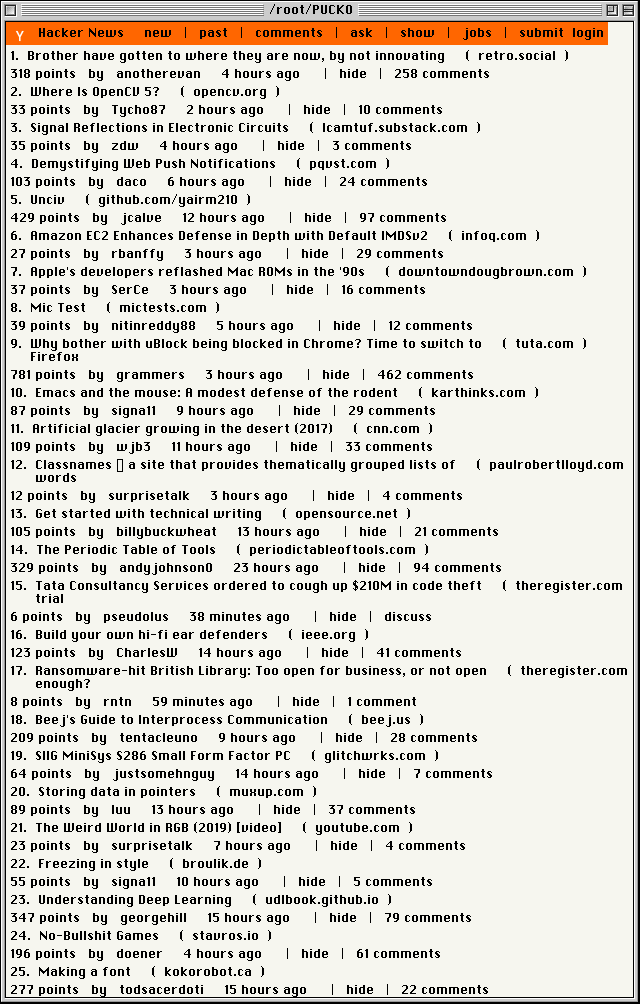 /root/PUCKO
Y Hacker News new | past | comments | ask | show | jobs | submit login
1. Brother have gotten to where they are now, by not innovating ( retro.social )
318 points by anotherevan 4 hours ago | hide | 258 comments
2. Where Is OpenCV 5? ( opencv.org )
33 points by Tycho87 2 hours ago | hide | 10 comments
3. Signal Reflections in Electronic Circuits ( lcamtuf.substack.com )
35 points by zdw 4 hours ago | hide | 3 comments
4. Demystifying Web Push Notifications ( pqvst.com )
103 points by daco 6 hours ago | hide | 24 comments
5. Unciv ( github.com/yairm210 )
429 points by jcalve 12 hours ago | hide | 97 comments
6. Amazon EC2 Enhances Defense in Depth with Default IMDSv2 ( infoq.com )
27 points by rbanffy 3 hours ago | hide | 29 comments
7. Apple's developers reflashed Mac ROMs in the '90s ( downtowndougbrown.com )
37 points by SerCe 3 hours ago | hide | 16 comments
8. Mic Test ( mictests.com )
39 points by nitinreddy88 5 hours ago | hide | 12 comments
9. Why bother with uBlock being blocked in Chrome? Time to switch to ( tuta.com )
Firefox
781 points by grammers 3 hours ago | hide | 462 comments
10. Emacs and the mouse: A modest defense of the rodent ( karthinks.com )
87 points by signa11 9 hours ago | hide | 29 comments
11. Artificial glacier growing in the desert (2017) ( cnn.com )
109 points by wjb3 11 hours ago | hide | 33 comments
12. Classnames ▯ a site that provides thematically grouped lists of ( paulrobertlloyd.com
words
12 points by surprisetalk 3 hours ago | hide | 4 comments
13. Get started with technical writing ( opensource.net )
105 points by billybuckwheat 13 hours ago | hide | 21 comments
14. The Periodic Table of Tools ( periodictableoftools.com )
329 points by andyjohnson0 23 hours ago | hide | 94 comments
15. Tata Consultancy Services ordered to cough up $210M in code theft ( theregister.com
trial
6 points by pseudolus 38 minutes ago | hide | discuss
16. Build your own hi-fi ear defenders ( ieee.org )
123 points by CharlesW 14 hours ago | hide | 41 comments
17. Ransomware-hit British Library: Too open for business, or not open ( theregister.com
enough?
8 points by rntn 59 minutes ago | hide | 1 comment
18. Beej's Guide to Interprocess Communication ( beej.us )
209 points by tentacleuno 9 hours ago | hide | 28 comments
19. SIIG MiniSys S286 Small Form Factor PC ( glitchwrks.com )
64 points by justsomehnguy 14 hours ago | hide | 7 comments
20. Storing data in pointers ( muxup.com )
89 points by luu 13 hours ago | hide | 37 comments
21. The Weird World in RGB (2019) [video] ( youtube.com )
23 points by surprisetalk 7 hours ago | hide | 4 comments
22. Freezing in style ( broulik.de )
55 points by signa11 10 hours ago | hide | 5 comments
23. Understanding Deep Learning ( udlbook.github.io )
347 points by georgehill 15 hours ago | hide | 79 comments
24. No-Bullshit Games ( stavros.io )
196 points by doener 4 hours ago | hide | 61 comments
25. Making a font ( kokorobot.ca )
277 points by todsacerdoti 15 hours ago | hide | 22 comments